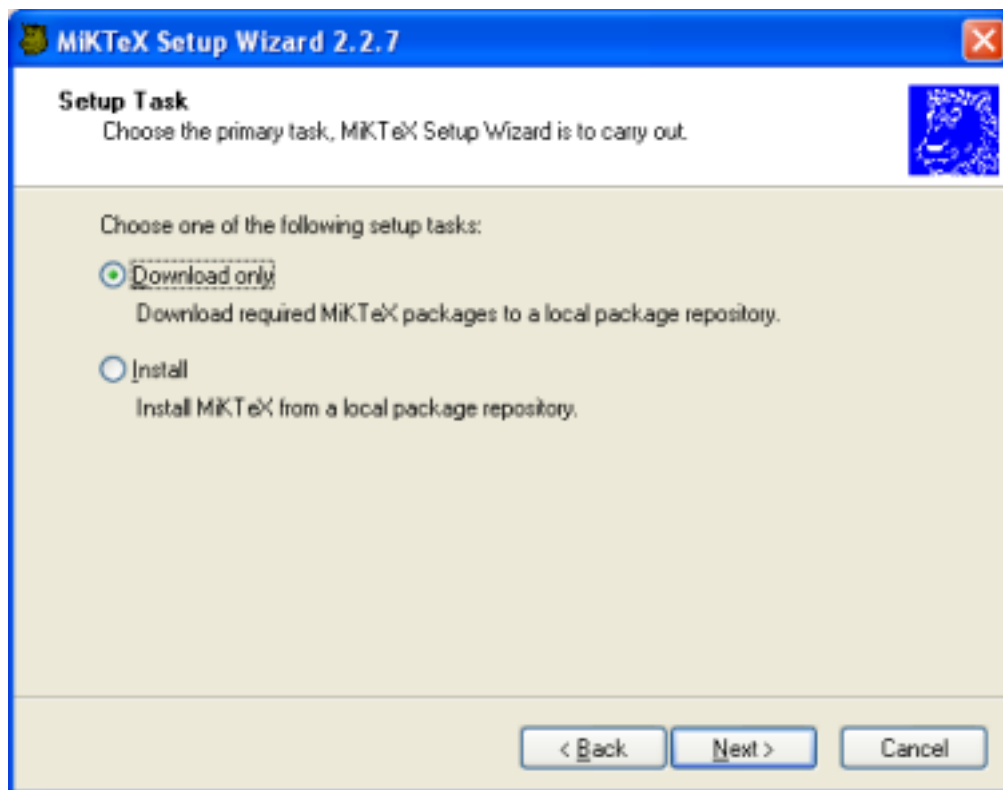 MiKTeX Setup Wizard 2.2.7
Setup Task
Choose the primary task, MiKTeX Setup Wizard is to carry out.
Choose one of the following setup tasks:
Download only
Download required MiKTeX packages to a local package repository.
Install
Install MiKTeX from a local package repository.
< Back Next > Cancel